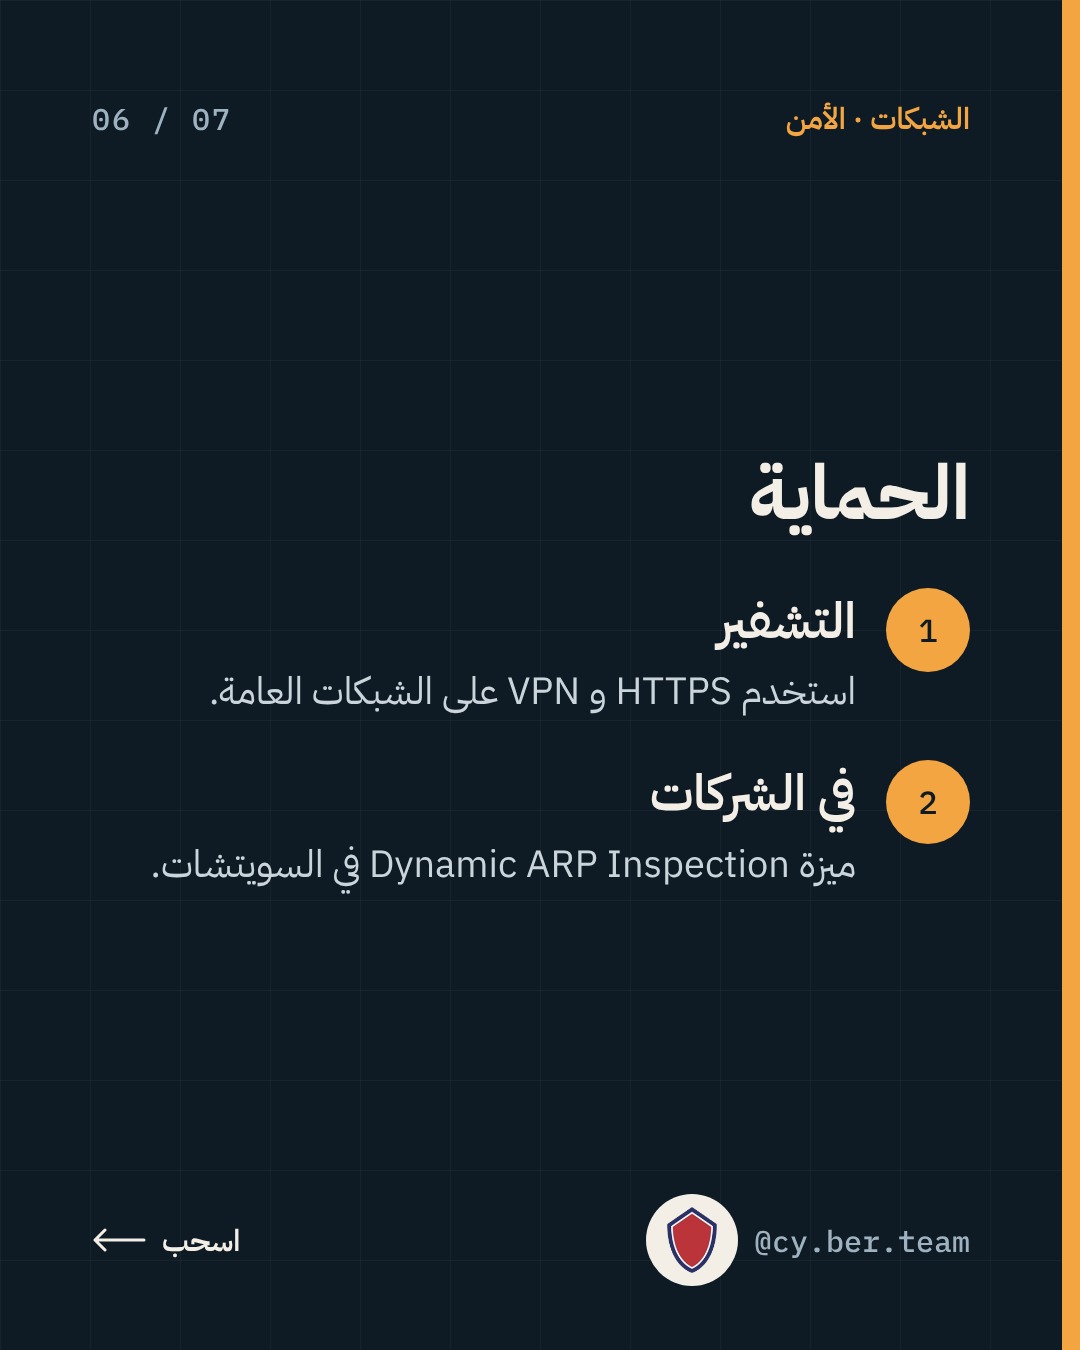 الشبكات · الأمن
06 / 07
الحماية
1
التشفير
استخدم HTTPS و VPN على الشبكات العامة.
2
في الشركات
ميزة Dynamic ARP Inspection في السويتشات.
@cy.ber.team
اسحب ←